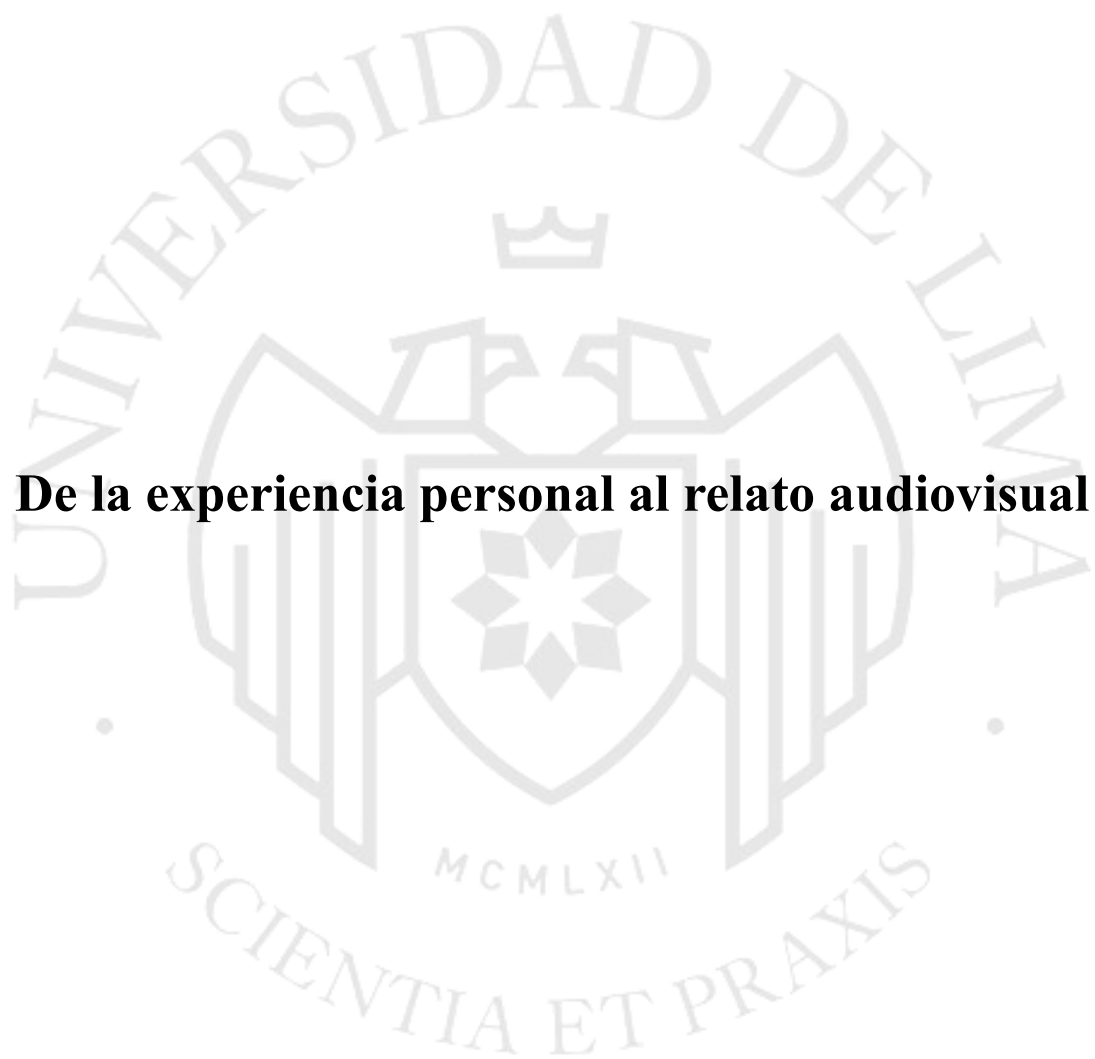 UNIVERSIDAD DE LIMA
De la experiencia personal al relato audiovisual
MCMLXII
SCIENTIA ET PRAXIS